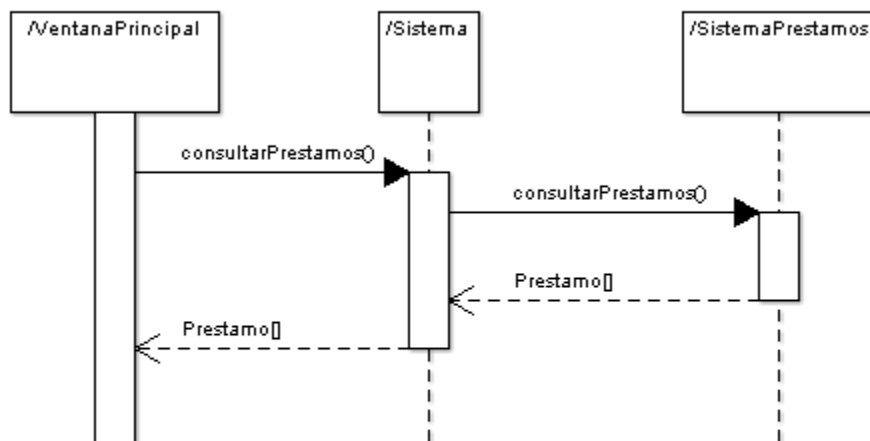 /VentanaPrincipal
/Sistema
/SistemaPrestamos
consultarPrestamos()
consultarPrestamos()
Prestamo[]
Prestamo[]